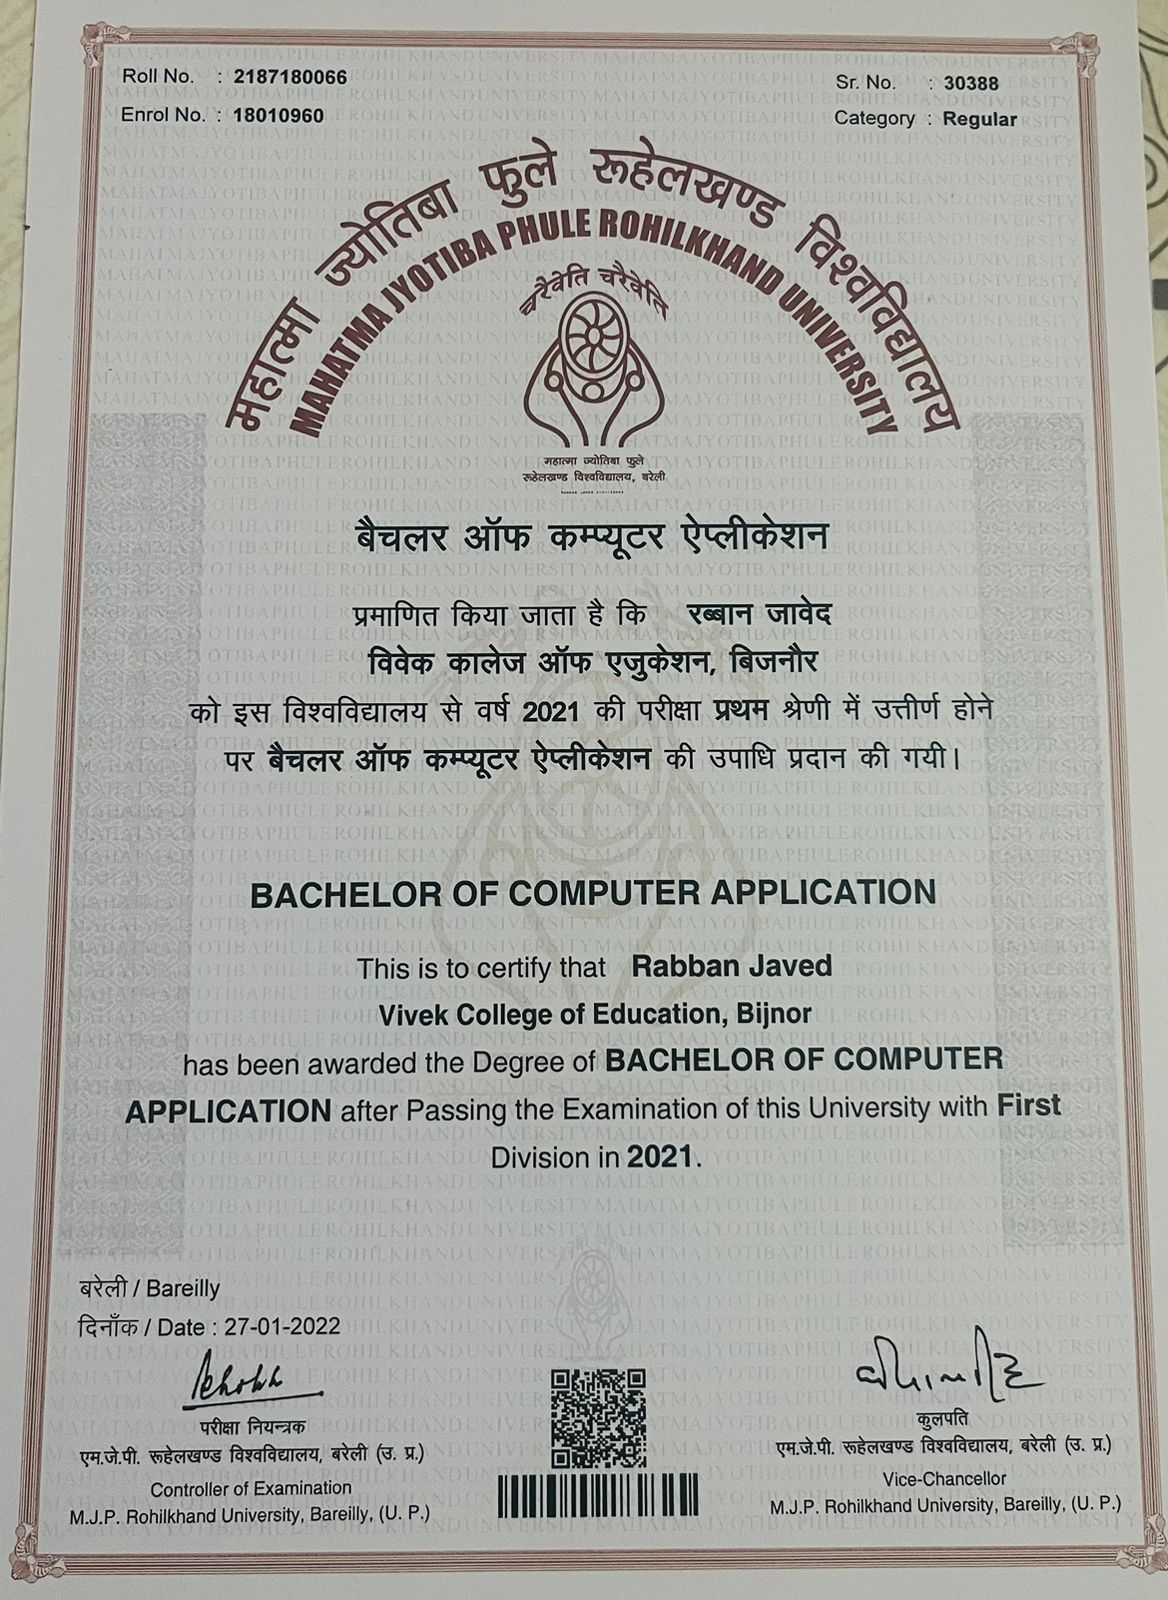 Roll No. : 2187180066
Sr. No. : 30388
Enrol No. : 18010960
Category : Regular
महात्मा ज्योतिबा फुले रूहेलखण्ड विश्वविद्यालय
MAHATMA JYOTIBA PHULE ROHILKHAND UNIVERSITY
चरैवेति चरैवेति
महात्मा ज्योतिबा फुले
रूहेलखण्ड विश्वविद्यालय, बरेली
बैचलर ऑफ कम्प्यूटर ऐप्लीकेशन
प्रमाणित किया जाता है कि रब्बान जावेद
विवेक कालेज ऑफ एजुकेशन, बिजनौर
को इस विश्वविद्यालय से वर्ष 2021 की परीक्षा प्रथम श्रेणी में उत्तीर्ण होने
पर बैचलर ऑफ कम्प्यूटर ऐप्लीकेशन की उपाधि प्रदान की गयी।
BACHELOR OF COMPUTER APPLICATION
This is to certify that Rabban Javed
Vivek College of Education, Bijnor
has been awarded the Degree of BACHELOR OF COMPUTER
APPLICATION after Passing the Examination of this University with First
Division in 2021.
बरेली / Bareilly
दिनाँक / Date : 27-01-2022
परीक्षा नियन्त्रक
एम.जे.पी. रूहेलखण्ड विश्वविद्यालय, बरेली (उ. प्र.)
Controller of Examination
M.J.P. Rohilkhand University, Bareilly, (U. P.)
कुलपति
एम.जे.पी. रूहेलखण्ड विश्वविद्यालय, बरेली (उ. प्र.)
Vice-Chancellor
M.J.P. Rohilkhand University, Bareilly, (U. P.)